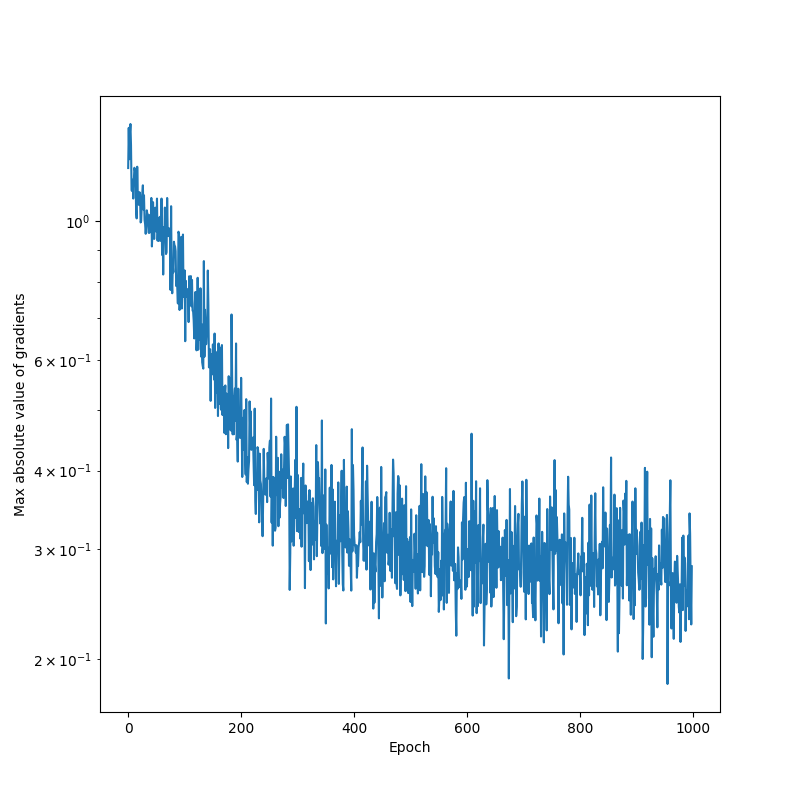 Max absolute value of gradients
10⁰
6 × 10⁻¹
4 × 10⁻¹
3 × 10⁻¹
2 × 10⁻¹
0 200 400 600 800 1000
Epoch